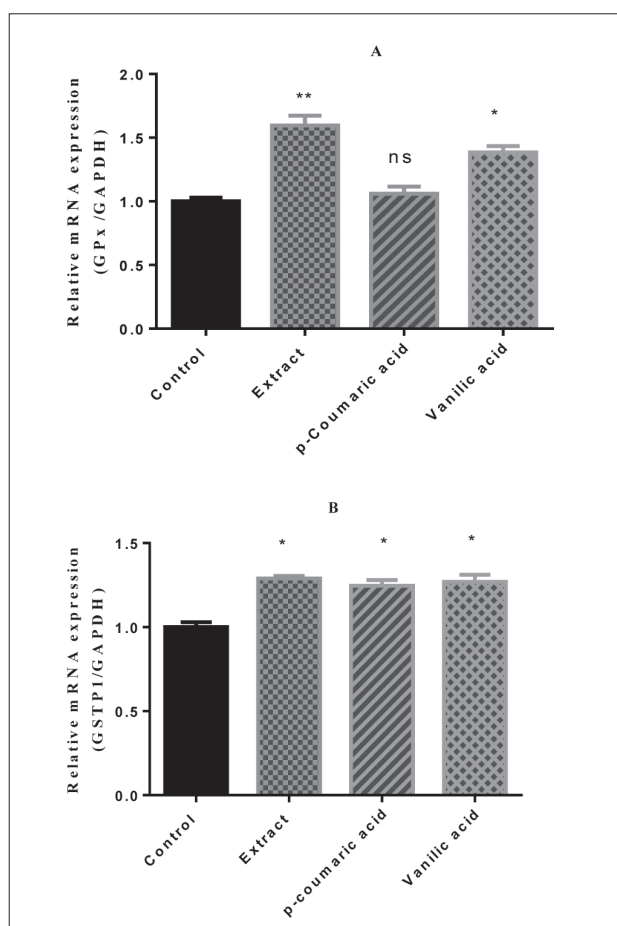 A
Relative mRNA expression
(GPx /GAPDH)
2.0
1.5
1.0
0.5
0.0
**
ns
*
Control
Extract
p-Coumaric acid
Vanilic acid
B
Relative mRNA expression
(GSTP1/GAPDH)
1.5
1.0
0.5
0.0
*
*
*
Control
Extract
p-coumaric acid
Vanilic acid